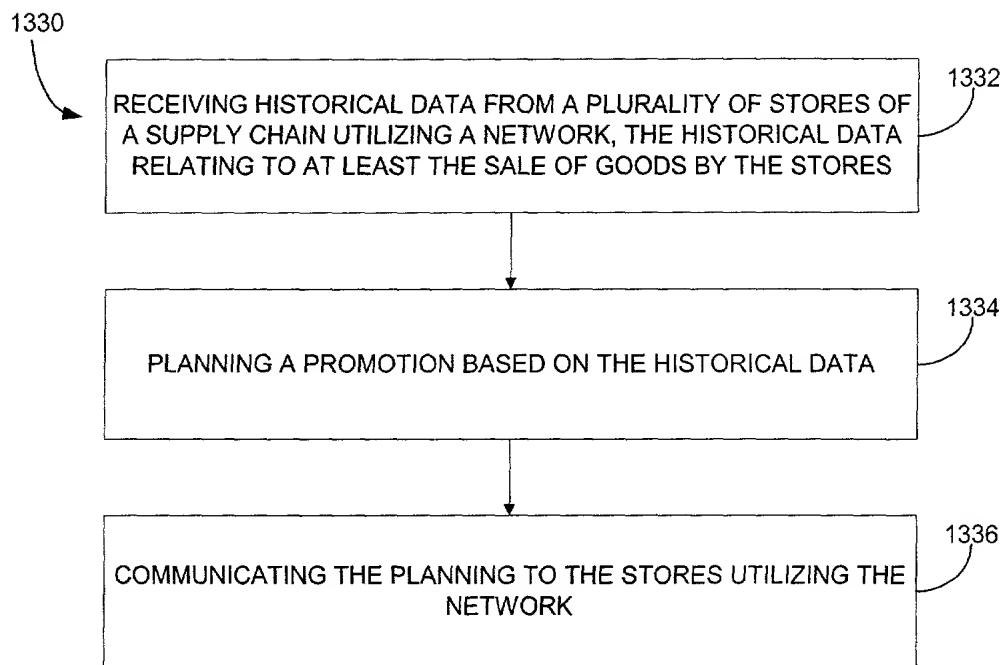 1330
1332
RECEIVING HISTORICAL DATA FROM A PLURALITY OF STORES OF
A SUPPLY CHAIN UTILIZING A NETWORK, THE HISTORICAL DATA
RELATING TO AT LEAST THE SALE OF GOODS BY THE STORES
1334
PLANNING A PROMOTION BASED ON THE HISTORICAL DATA
1336
COMMUNICATING THE PLANNING TO THE STORES UTILIZING THE
NETWORK